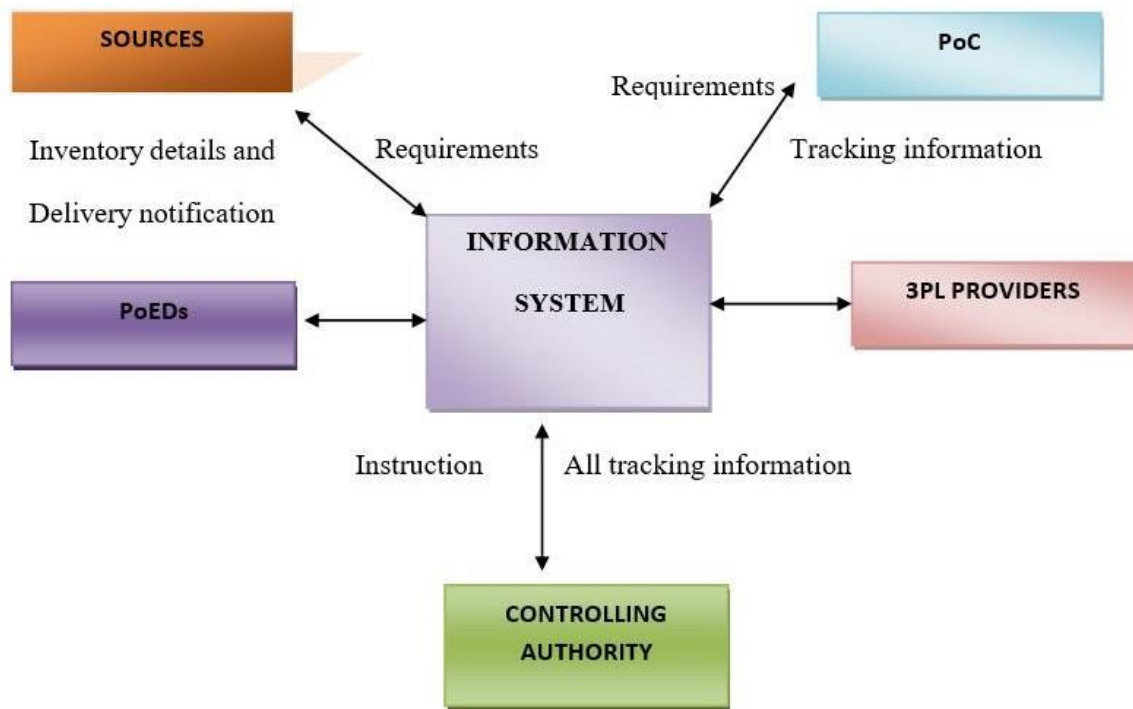 SOURCES
PoC
Requirements
Inventory details and
Requirements
Tracking information
Delivery notification
INFORMATION
SYSTEM
PoEDs
3PL PROVIDERS
Instruction
All tracking information
CONTROLLING
AUTHORITY